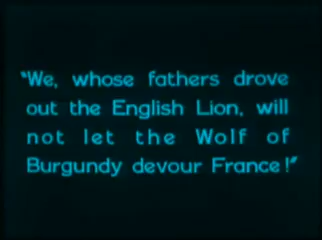 "We, whose fathers drove
out the English Lion, will
not let the Wolf of
Burgundy devour France!"